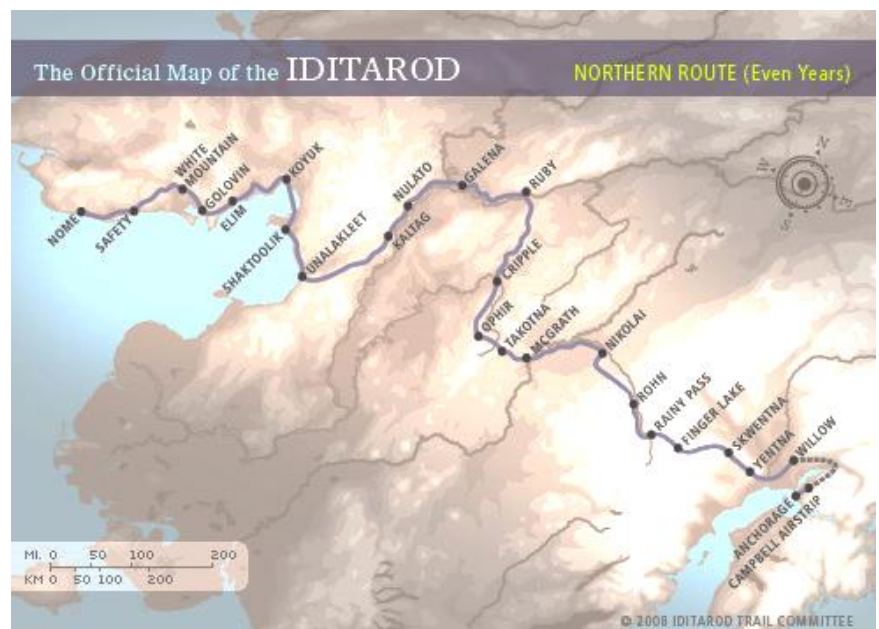 The Official Map of the IDITAROD
NORTHERN ROUTE (Even Years)
NOME
SAFETY
WHITE
MOUNTAIN
GOLOVIN
ELIM
KOYUK
SHAKTOOLIK
UNALAKLEET
KALTAG
NULATO
GALENA
RUBY
CRIPPLE
OPHIR
TAKOTNA
MCGRATH
NIKOLAI
ROHN
RAINY PASS
FINGER LAKE
SKWENTNA
YENTNA
WILLOW
ANCHORAGE
CAMPBELL AIRSTRIP
N
W
E
S
MI. 0 50 100 200
KM 0 50 100 200
© 2008 IDITAROD TRAIL COMMITTEE